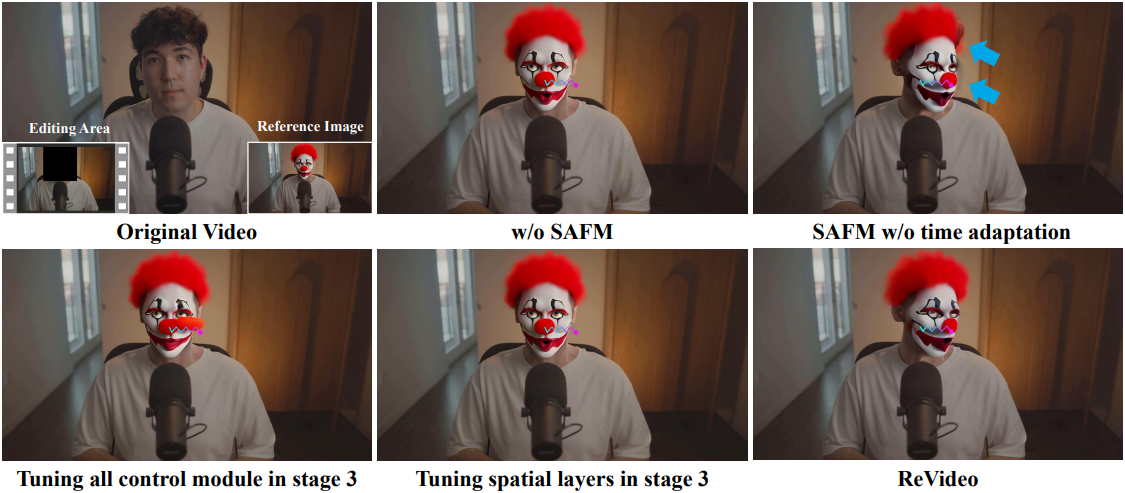 Editing Area
Reference Image
Original Video
w/o SAFM
SAFM w/o time adaptation
Tuning all control module in stage 3
Tuning spatial layers in stage 3
ReVideo